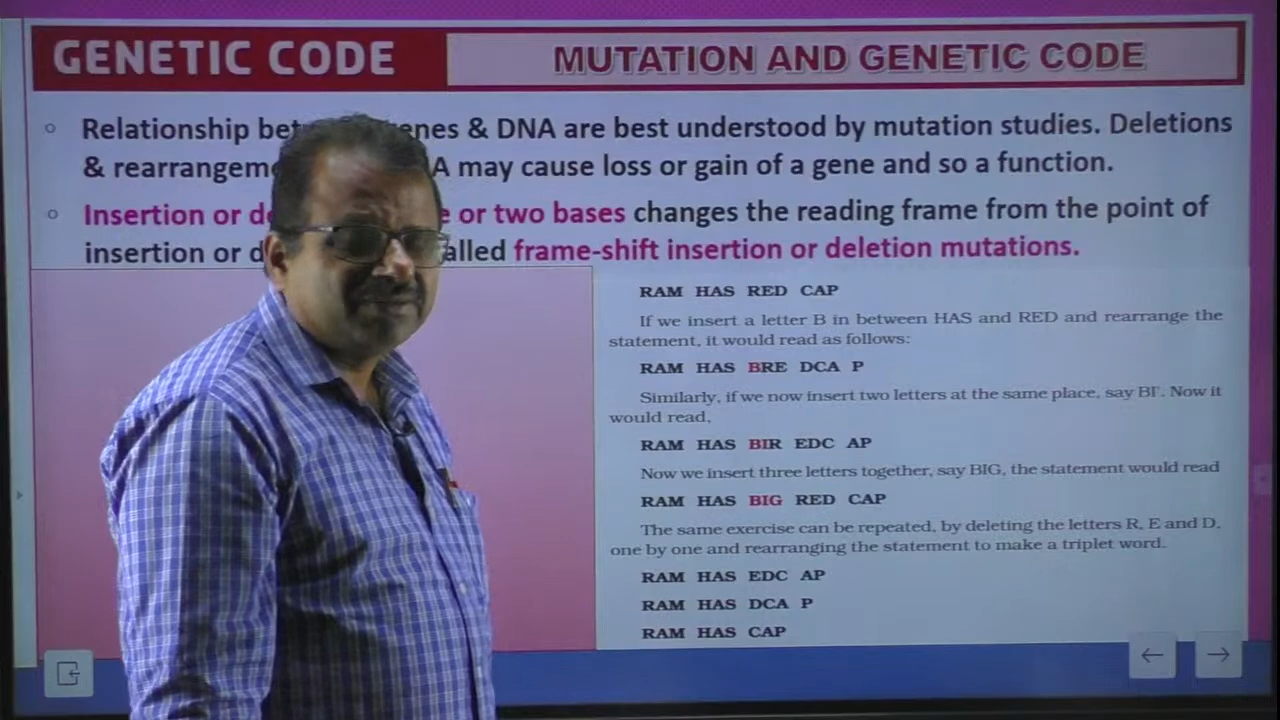 GENETIC CODE
MUTATION AND GENETIC CODE
Relationship bet enes & DNA are best understood by mutation studies. Deletions
& rearrangem A may cause loss or gain of a gene and so a function.
Insertion or de e or two bases changes the reading frame from the point of
insertion or d alled frame-shift insertion or deletion mutations.
RAM HAS RED CAP
If we insert a letter B in between HAS and RED and rearrange the
statement, it would read as follows:
RAM HAS BRE DCA P
Similarly, if we now insert two letters at the same place, say BI'. Now it
would read,
RAM HAS BIR EDC AP
Now we insert three letters together, say BIG, the statement would read
RAM HAS BIG RED CAP
The same exercise can be repeated, by deleting the letters R, E and D,
one by one and rearranging the statement to make a triplet word.
RAM HAS EDC AP
RAM HAS DCA P
RAM HAS CAP